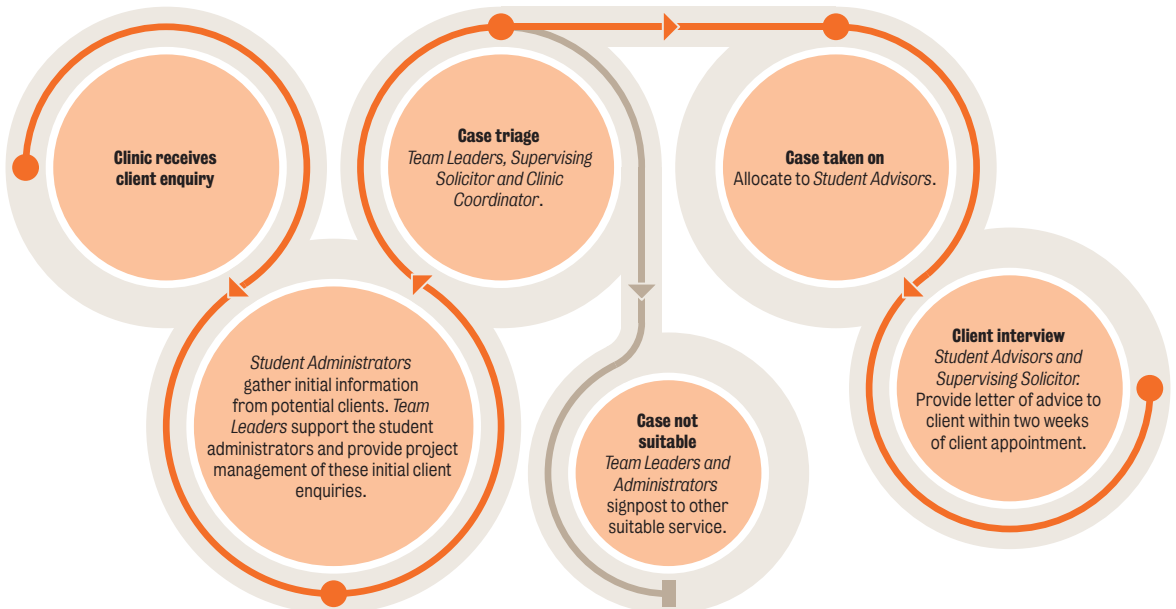 Clinic receives
client enquiry
Student Administrators
gather initial information
from potential clients. Team
Leaders support the student
administrators and provide project
management of these initial client
enquiries.
Case triage
Team Leaders, Supervising
Solicitor and Clinic
Coordinator.
Case not
suitable
Team Leaders and
Administrators
signpost to other
suitable service.
Case taken on
Allocate to Student Advisors.
Client interview
Student Advisors and
Supervising Solicitor.
Provide letter of advice to
client within two weeks
of client appointment.